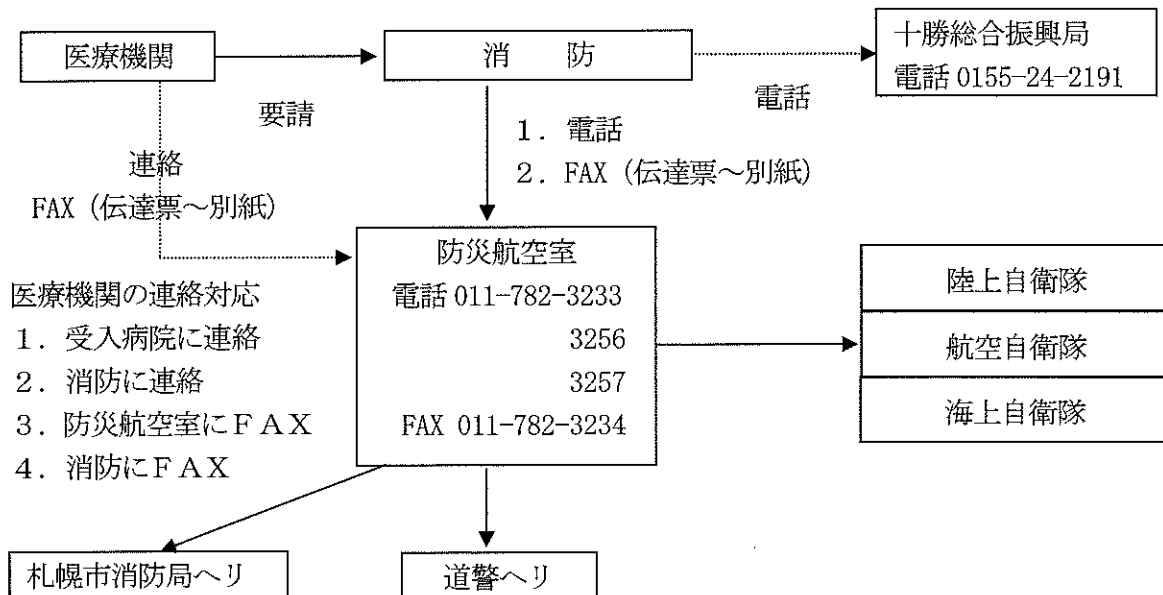 医療機関
消　　防
十勝総合振興局
電話 0155-24-2191
要請
電話
1．電話
2．FAX（伝達票～別紙）
連絡
FAX（伝達票～別紙）
防災航空室
電話 011-782-3233
3256
3257
FAX 011-782-3234
医療機関の連絡対応
1．受入病院に連絡
2．消防に連絡
3．防災航空室にＦＡＸ
4．消防にＦＡＸ
陸上自衛隊
航空自衛隊
海上自衛隊
札幌市消防局ヘリ
道警ヘリ